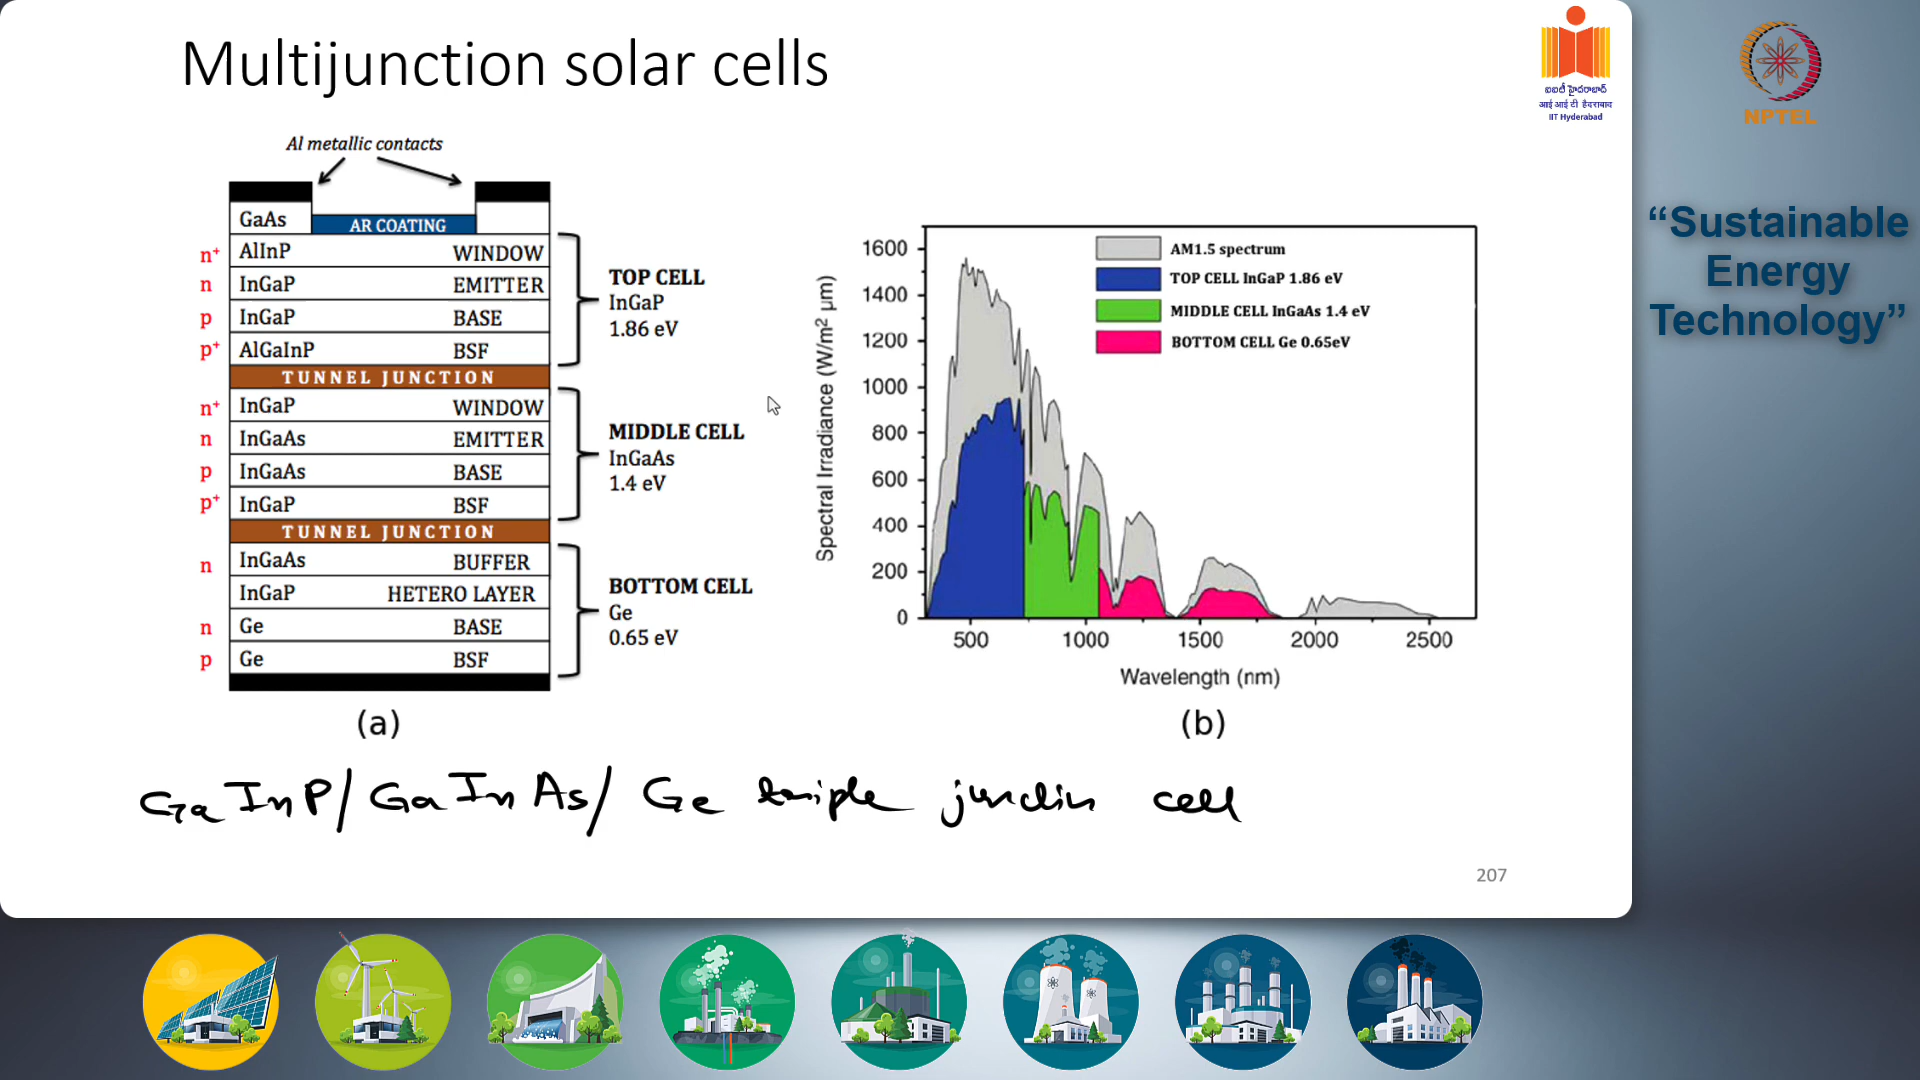 Multijunction solar cells
ఐఐటీ హైదరాబాద్
आई आई टी हैदराबाद
IIT Hyderabad
NPTEL
“Sustainable
Energy
Technology”
Al metallic contacts
GaAs
AR COATING
n+ AlInP WINDOW
n InGaP EMITTER
p InGaP BASE
p+ AlGaInP BSF
TUNNEL JUNCTION
n+ InGaP WINDOW
n InGaAs EMITTER
p InGaAs BASE
p+ InGaP BSF
TUNNEL JUNCTION
n InGaAs BUFFER
InGaP HETERO LAYER
n Ge BASE
p Ge BSF
TOP CELL
InGaP
1.86 eV
MIDDLE CELL
InGaAs
1.4 eV
BOTTOM CELL
Ge
0.65 eV
(a)
AM1.5 spectrum
TOP CELL InGaP 1.86 eV
MIDDLE CELL InGaAs 1.4 eV
BOTTOM CELL Ge 0.65eV
Spectral Irradiance (W/m² µm)
1600
1400
1200
1000
800
600
400
200
0
500 1000 1500 2000 2500
Wavelength (nm)
(b)
GaInP/GaInAs/Ge triple junction cell
207